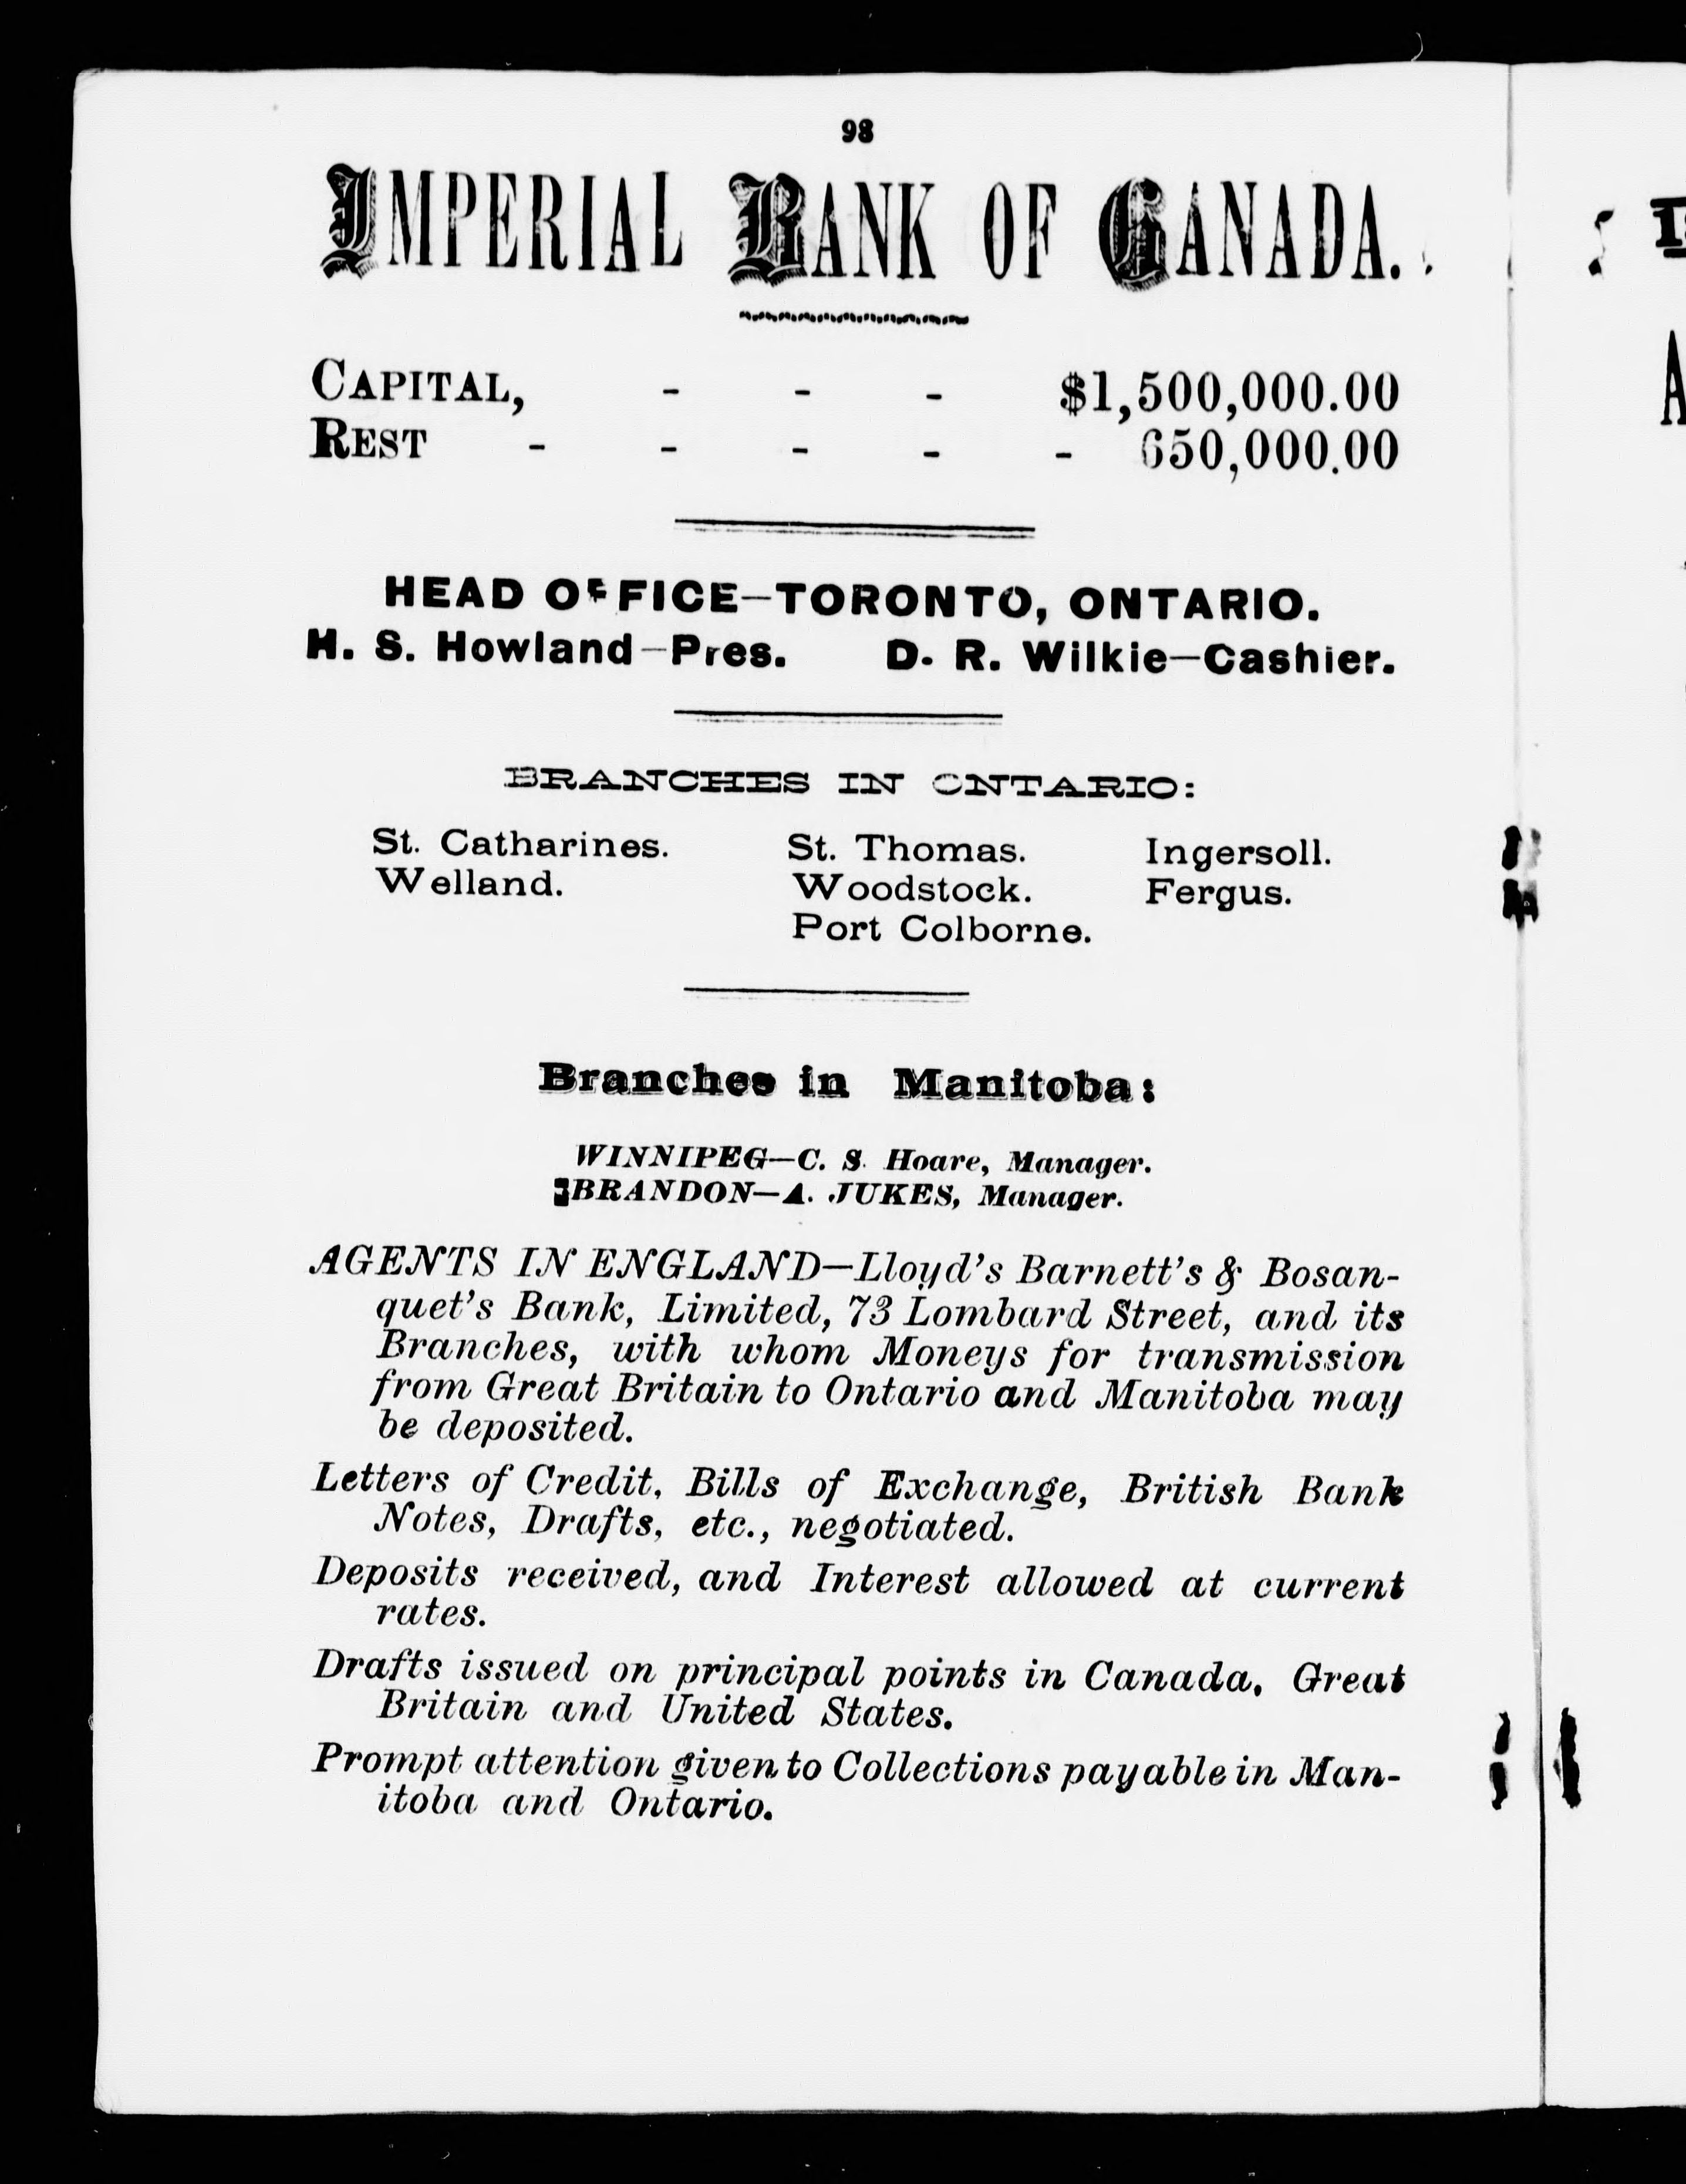 98
IMPERIAL BANK OF CANADA.
CAPITAL, - - - $1,500,000.00
REST - - - - - 650,000.00
HEAD OFFICE—TORONTO, ONTARIO.
H. S. Howland—Pres. D. R. Wilkie—Cashier.
BRANCHES IN ONTARIO:
St. Catharines. St. Thomas. Ingersoll.
Welland. Woodstock. Fergus.
Port Colborne.
Branches in Manitoba:
WINNIPEG—C. S. Hoare, Manager.
BRANDON—A. JUKES, Manager.
AGENTS IN ENGLAND—Lloyd's Barnett's & Bosan-
quet's Bank, Limited, 73 Lombard Street, and its
Branches, with whom Moneys for transmission
from Great Britain to Ontario and Manitoba may
be deposited.
Letters of Credit, Bills of Exchange, British Bank
Notes, Drafts, etc., negotiated.
Deposits received, and Interest allowed at current
rates.
Drafts issued on principal points in Canada, Great
Britain and United States.
Prompt attention given to Collections payable in Man-
itoba and Ontario.